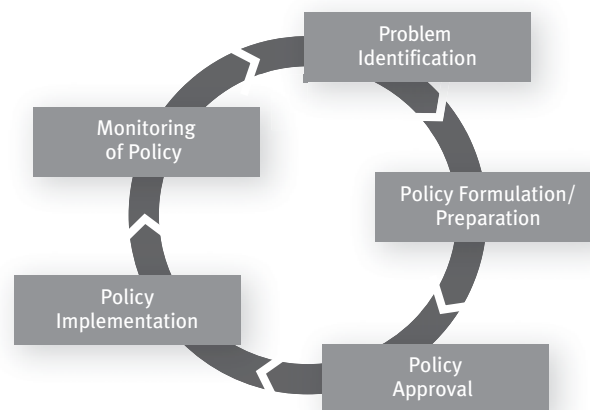 Problem
Identification
Policy Formulation/
Preparation
Policy
Approval
Policy
Implementation
Monitoring
of Policy